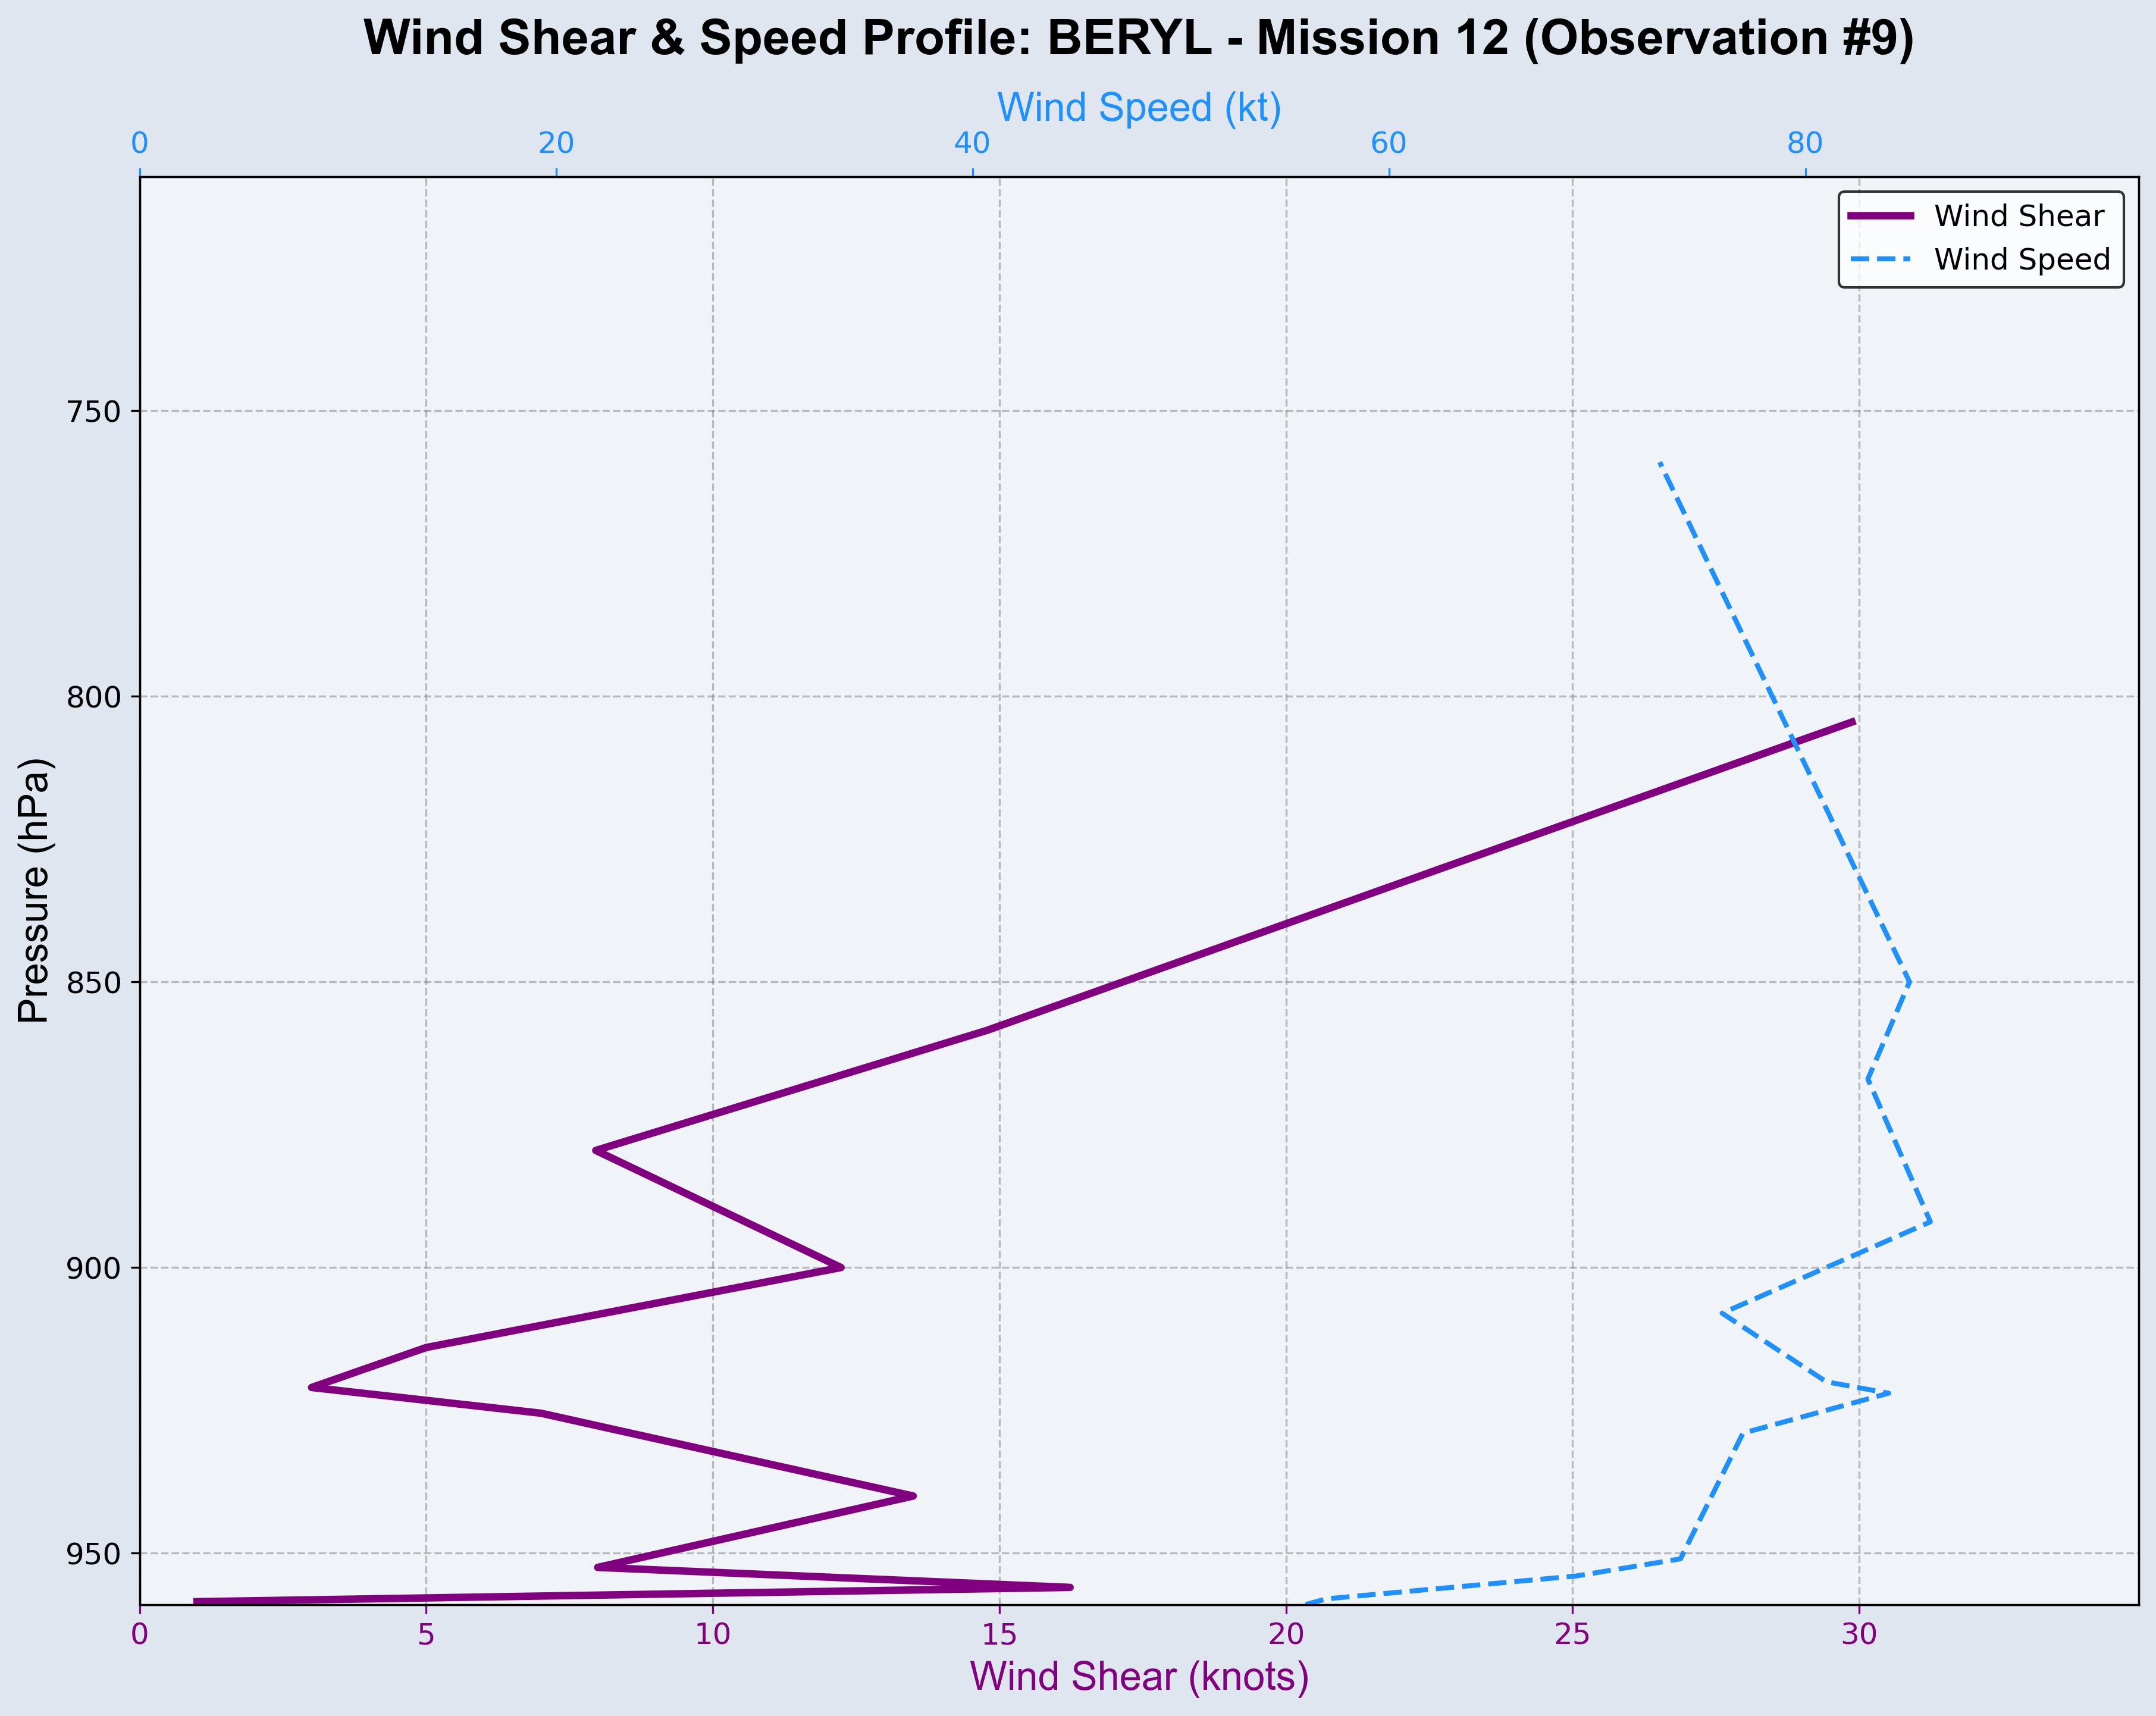 Wind Shear & Speed Profile: BERYL - Mission 12 (Observation #9)
Wind Speed (kt)
0 20 40 60 80
Wind Shear
Wind Speed
750
800
850
900
950
Pressure (hPa)
0 5 10 15 20 25 30
Wind Shear (knots)